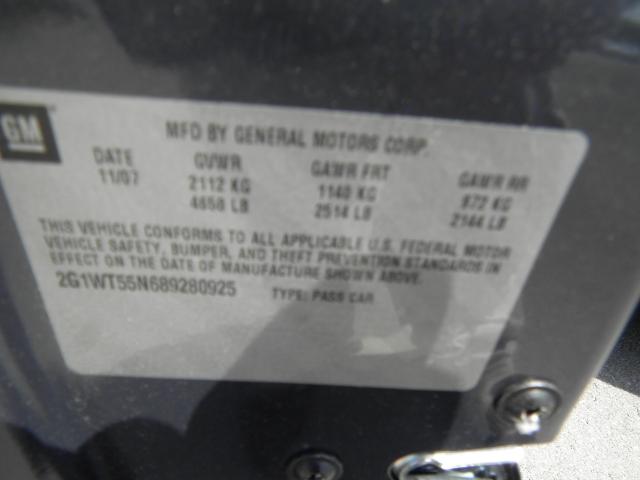 GM
MFD BY GENERAL MOTORS CORP.
DATE GVWR GAWR FRT GAWR RR
11/07 2112 KG 1140 KG 972 KG
4658 LB 2514 LB 2144 LB
THIS VEHICLE CONFORMS TO ALL APPLICABLE U.S. FEDERAL MOTOR
VEHICLE SAFETY, BUMPER, AND THEFT PREVENTION STANDARDS IN
EFFECT ON THE DATE OF MANUFACTURE SHOWN ABOVE.
2G1WT55N689280925 TYPE: PASS CAR